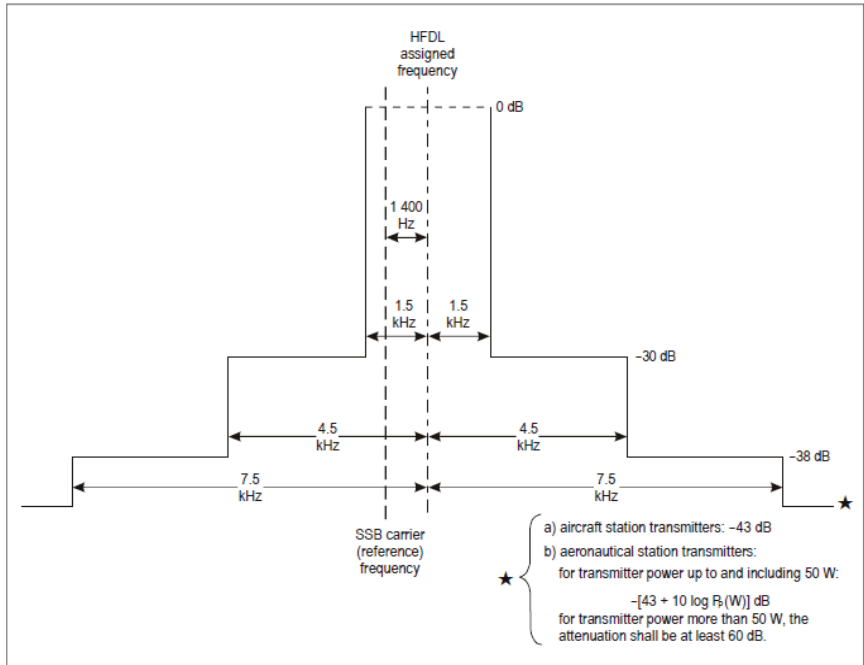 HFDL
assigned
frequency
0 dB
1 400
Hz
1.5
kHz
1.5
kHz
–30 dB
4.5
kHz
4.5
kHz
–38 dB
7.5
kHz
7.5
kHz
★
SSB carrier
(reference)
frequency
★
a) aircraft station transmitters: –43 dB
b) aeronautical station transmitters:
for transmitter power up to and including 50 W:
–[43 + 10 log Pp(W)] dB
for transmitter power more than 50 W, the
attenuation shall be at least 60 dB.